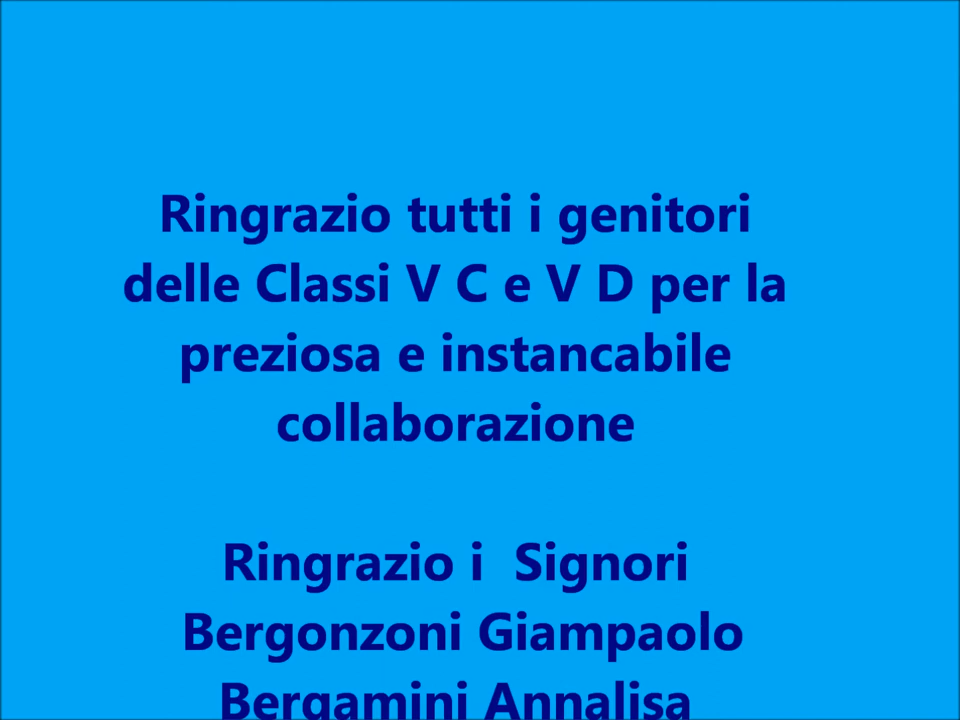 Ringrazio tutti i genitori
delle Classi V C e V D per la
preziosa e instancabile
collaborazione
Ringrazio i Signori
Bergonzoni Giampaolo
Bergamini Annalisa